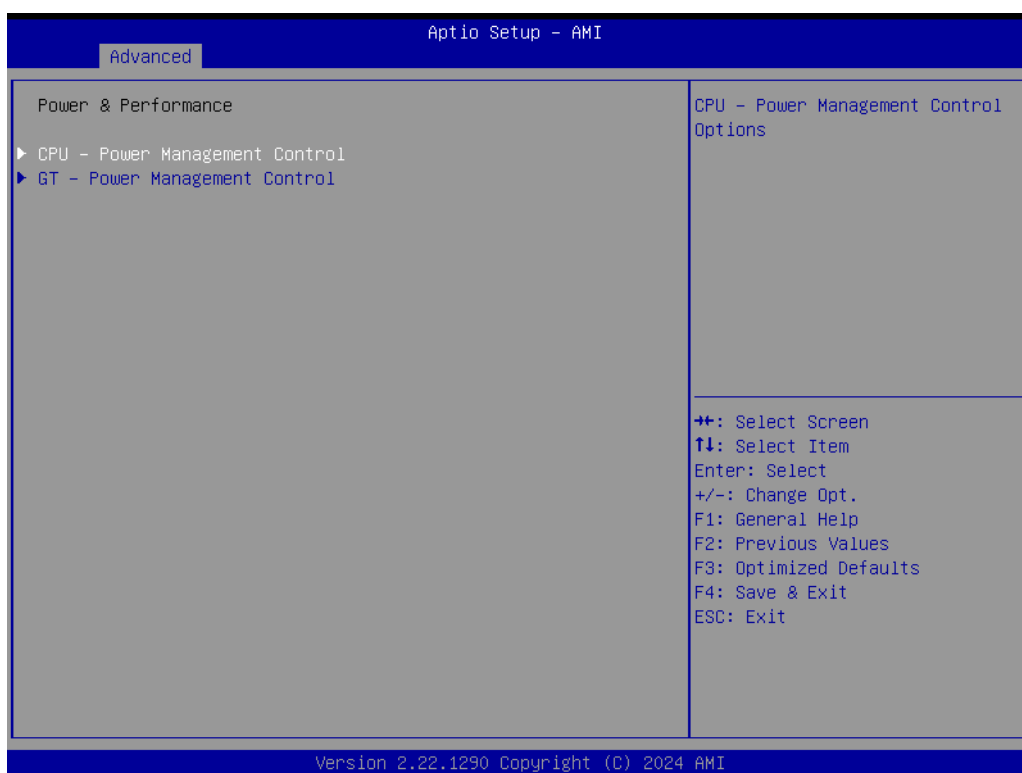 Aptio Setup – AMI
Advanced
Power & Performance
▶ CPU – Power Management Control
▶ GT – Power Management Control
CPU – Power Management Control
Options
→←: Select Screen
↑↓: Select Item
Enter: Select
+/-: Change Opt.
F1: General Help
F2: Previous Values
F3: Optimized Defaults
F4: Save & Exit
ESC: Exit
Version 2.22.1290 Copyright (C) 2024 AMI